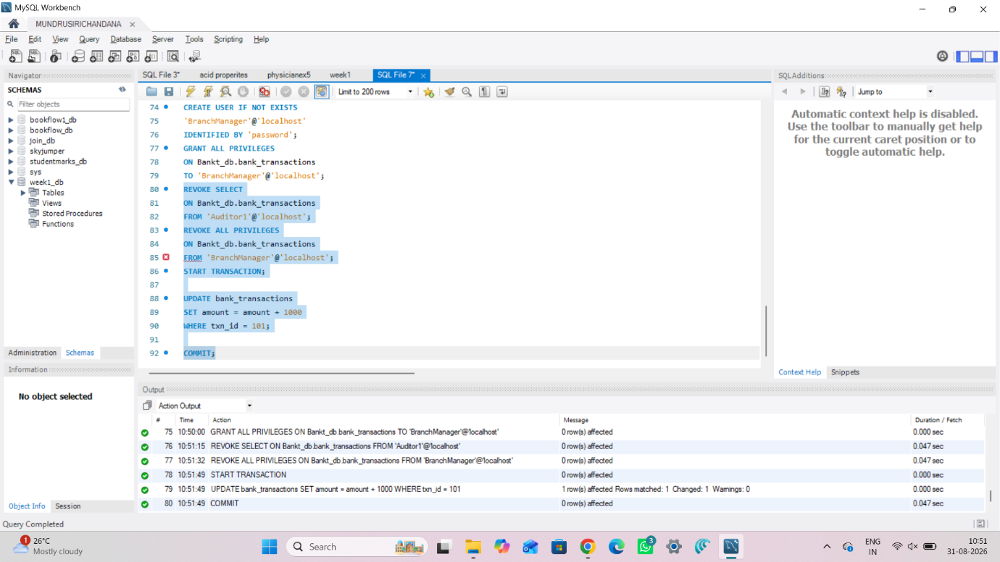 MySQL Workbench
MUNDRUSIRICHANDANA
File Edit View Query Database Server Tools Scripting Help
Navigator
SCHEMAS
Filter objects
bookflow1_db
bookflow_db
join_db
skyjumper
studentmarks_db
sys
week1_db
Tables
Views
Stored Procedures
Functions
Administration Schemas
Information
No object selected
Object Info Session
SQL File 3* acid properites physicianex5 week1 SQL File 7*
Limit to 200 rows
74 CREATE USER IF NOT EXISTS
75 'BranchManager'@'localhost'
76 IDENTIFIED BY 'password';
77 GRANT ALL PRIVILEGES
78 ON Bankt_db.bank_transactions
79 TO 'BranchManager'@'localhost';
80 REVOKE SELECT
81 ON Bankt_db.bank_transactions
82 FROM 'Auditor1'@'localhost';
83 REVOKE ALL PRIVILEGES
84 ON Bankt_db.bank_transactions
85 FROM 'BranchManager'@'localhost';
86 START TRANSACTION;
87
88 UPDATE bank_transactions
89 SET amount = amount + 1000
90 WHERE txn_id = 101;
91
92 COMMIT;
SQLAdditions
Jump to
Automatic context help is disabled.
Use the toolbar to manually get help
for the current caret position or to
toggle automatic help.
Context Help Snippets
Output
Action Output
# Time Action Message Duration / Fetch
75 10:50:00 GRANT ALL PRIVILEGES ON Bankt_db.bank_transactions TO 'BranchManager'@'localhost' 0 row(s) affected 0.000 sec
76 10:51:15 REVOKE SELECT ON Bankt_db.bank_transactions FROM 'Auditor1'@'localhost' 0 row(s) affected 0.047 sec
77 10:51:32 REVOKE ALL PRIVILEGES ON Bankt_db.bank_transactions FROM 'BranchManager'@'localhost' 0 row(s) affected 0.047 sec
78 10:51:49 START TRANSACTION 0 row(s) affected 0.000 sec
79 10:51:49 UPDATE bank_transactions SET amount = amount + 1000 WHERE txn_id = 101 1 row(s) affected Rows matched: 1 Changed: 1 Warnings: 0 0.000 sec
80 10:51:49 COMMIT 0 row(s) affected 0.047 sec
Query Completed
1
26°C
Mostly cloudy
Search
3
ENG
IN
10:51
31-08-2026